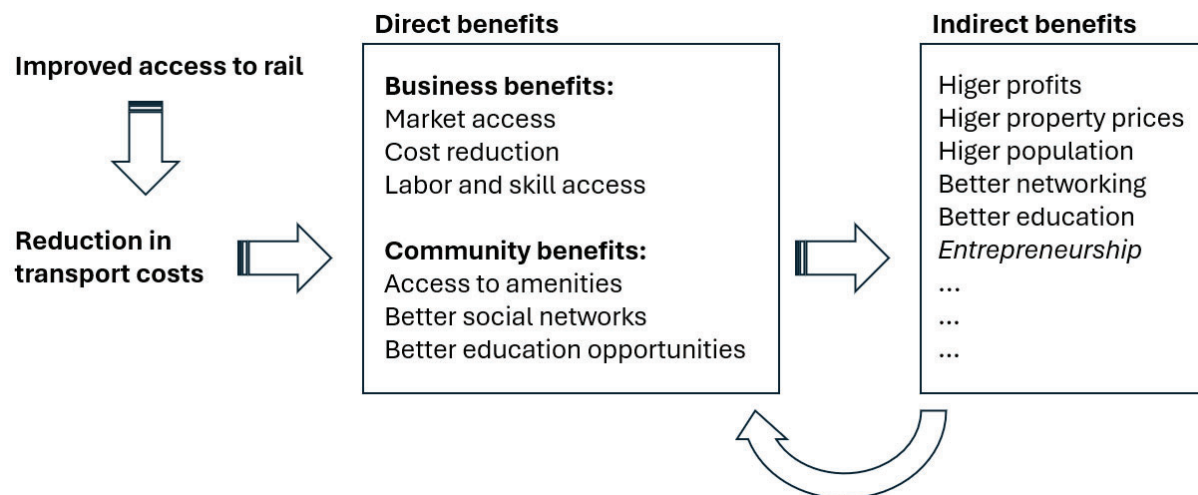 Improved access to rail
Reduction in
transport costs
Direct benefits
Business benefits:
Market access
Cost reduction
Labor and skill access
Community benefits:
Access to amenities
Better social networks
Better education opportunities
Indirect benefits
Higer profits
Higer property prices
Higer population
Better networking
Better education
Entrepreneurship
...
...
...